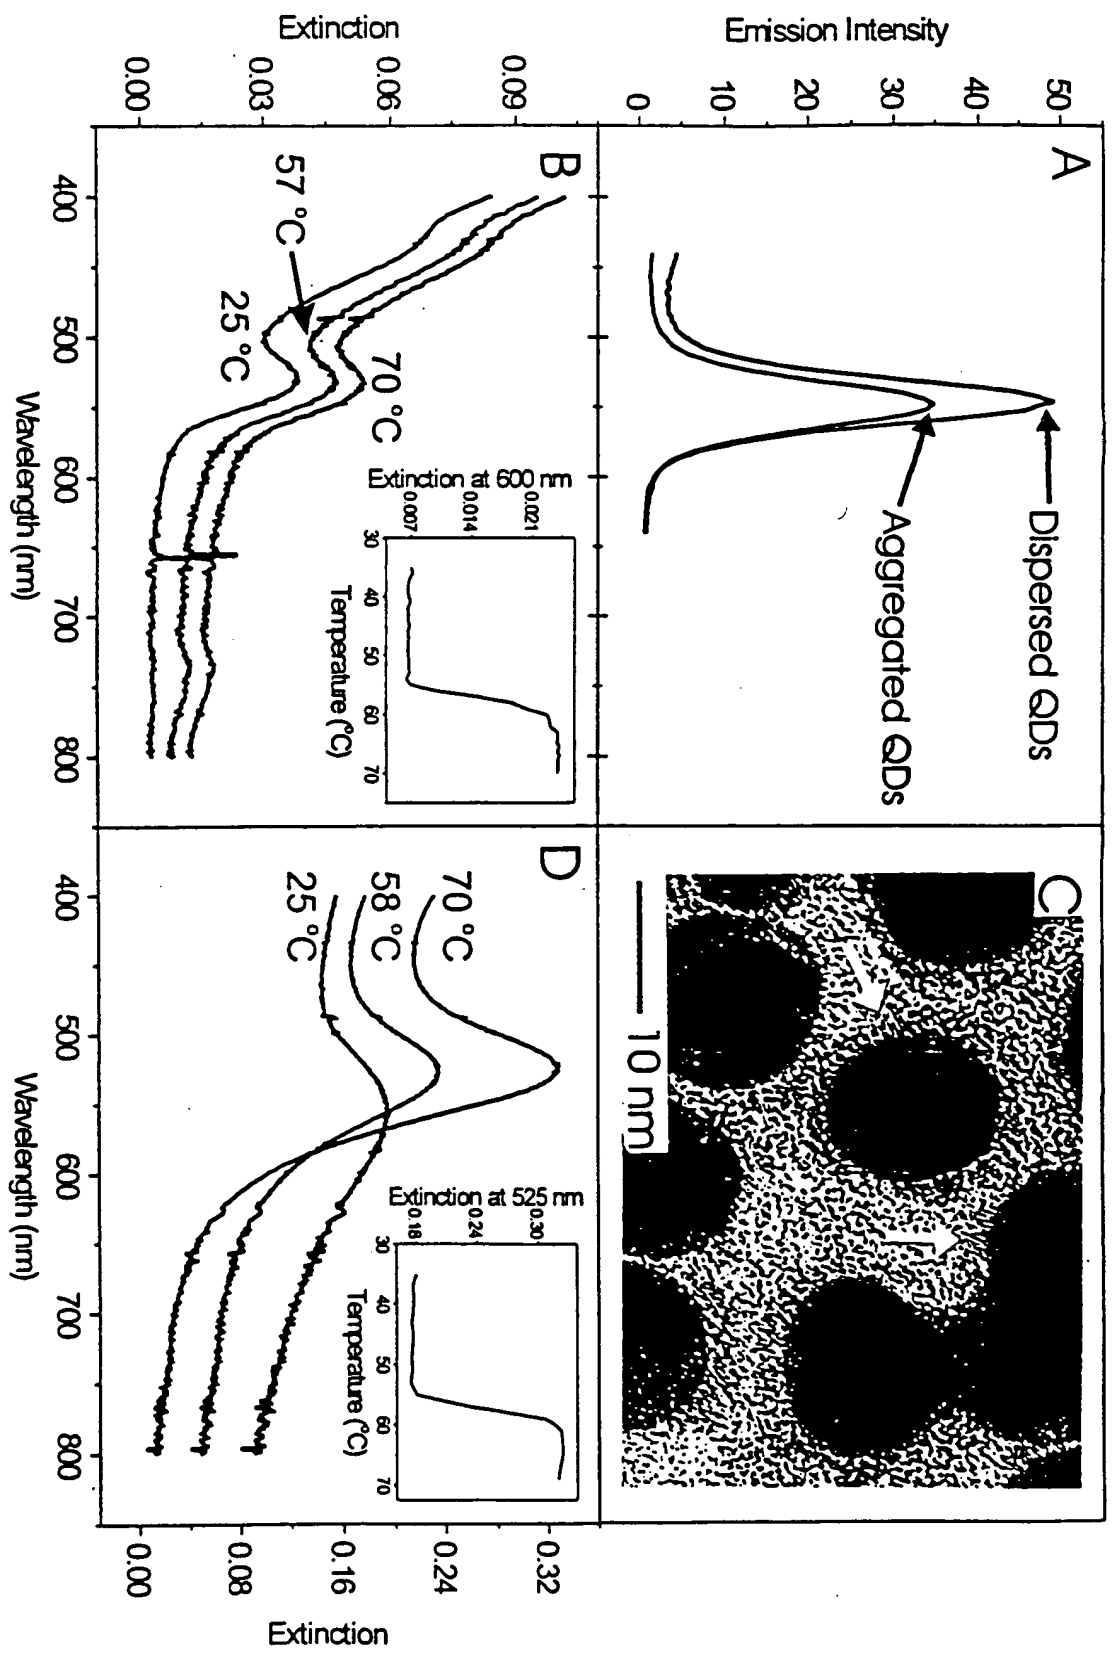 A
Emission Intensity
50
40
30
20
10
0
Dispersed QDs
Aggregated QDs
C
10 nm
B
Extinction
0.09
0.06
0.03
0.00
57 °C
25 °C
70 °C
Extinction at 600 nm
0.021
0.014
0.007
30 40 50 60 70
Temperature (°C)
400 500 600 700 800
Wavelength (nm)
D
70 °C
58 °C
25 °C
Extinction at 525 nm
0.30
0.24
0.18
30 40 50 60 70
Temperature (°C)
0.32
0.24
0.16
0.08
0.00
Extinction
400 500 600 700 800
Wavelength (nm)